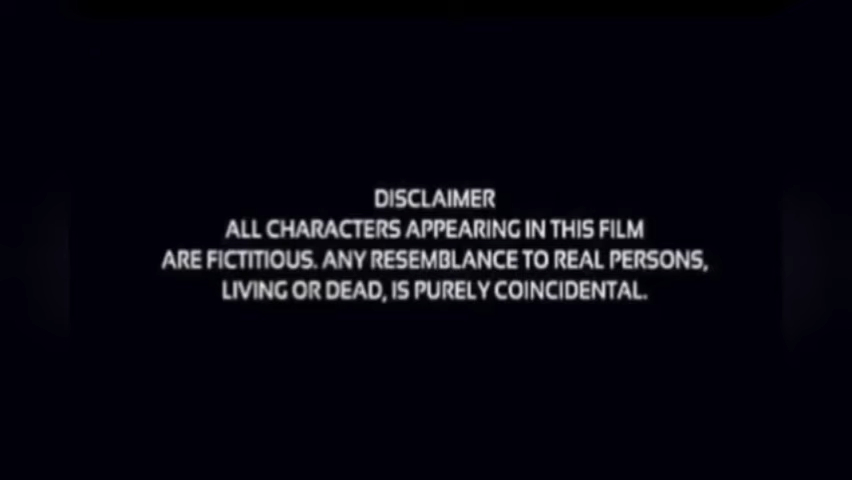 DISCLAIMER
ALL CHARACTERS APPEARING IN THIS FILM
ARE FICTITIOUS. ANY RESEMBLANCE TO REAL PERSONS,
LIVING OR DEAD, IS PURELY COINCIDENTAL.